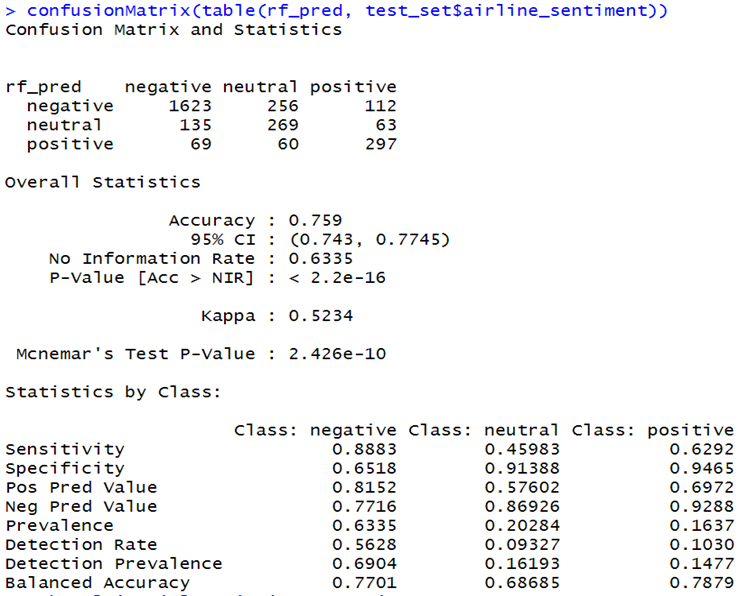 > confusionMatrix(table(rf_pred, test_set$airline_sentiment))
Confusion Matrix and Statistics
rf_pred negative neutral positive
negative 1623 256 112
neutral 135 269 63
positive 69 60 297
Overall Statistics
Accuracy : 0.759
95% CI : (0.743, 0.7745)
No Information Rate : 0.6335
P-Value [Acc > NIR] : < 2.2e-16
Kappa : 0.5234
Mcnemar's Test P-Value : 2.426e-10
Statistics by Class:
Class: negative Class: neutral Class: positive
Sensitivity 0.8883 0.45983 0.6292
Specificity 0.6518 0.91388 0.9465
Pos Pred Value 0.8152 0.57602 0.6972
Neg Pred Value 0.7716 0.86926 0.9288
Prevalence 0.6335 0.20284 0.1637
Detection Rate 0.5628 0.09327 0.1030
Detection Prevalence 0.6904 0.16193 0.1477
Balanced Accuracy 0.7701 0.68685 0.7879